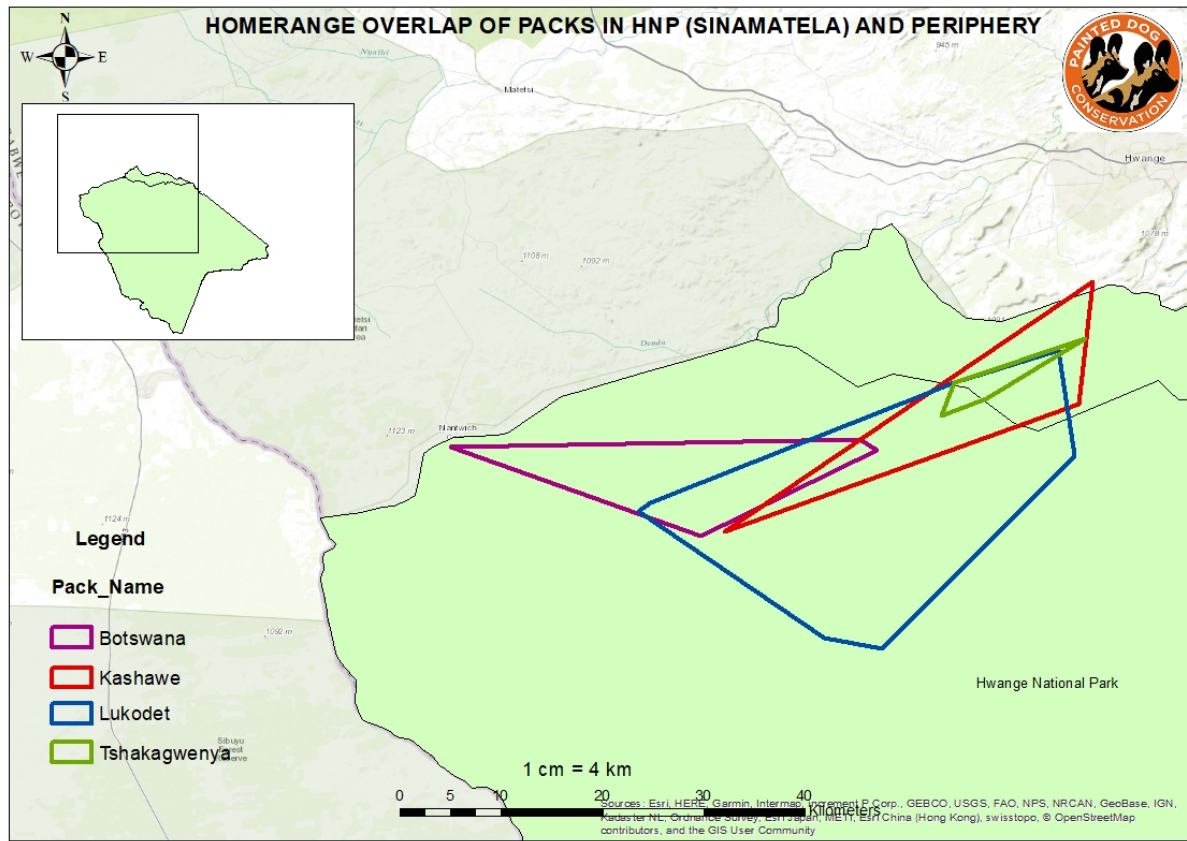 HOMERANGE OVERLAP OF PACKS IN HNP (SINAMATELA) AND PERIPHERY
N
W
E
S
PAINTED DOG
CONSERVATION
Nyathi
945 m
Matetsi
Hwange
1078 m
1108 m
1092 m
Denda
Nantwich
1123 m
1124 m
Legend
Pack_Name
Botswana
Kashawe
Lukodet
Tshakagwenya
1092 m
Sibuyu
Forest
Reserve
Hwange National Park
1 cm = 4 km
0 5 10 20 30 40
Kilometers
Sources: Esri, HERE, Garmin, Intermap, increment P Corp., GEBCO, USGS, FAO, NPS, NRCAN, GeoBase, IGN,
Kadaster NL, Ordnance Survey, Esri Japan, METI, Esri China (Hong Kong), swisstopo, © OpenStreetMap
contributors, and the GIS User Community